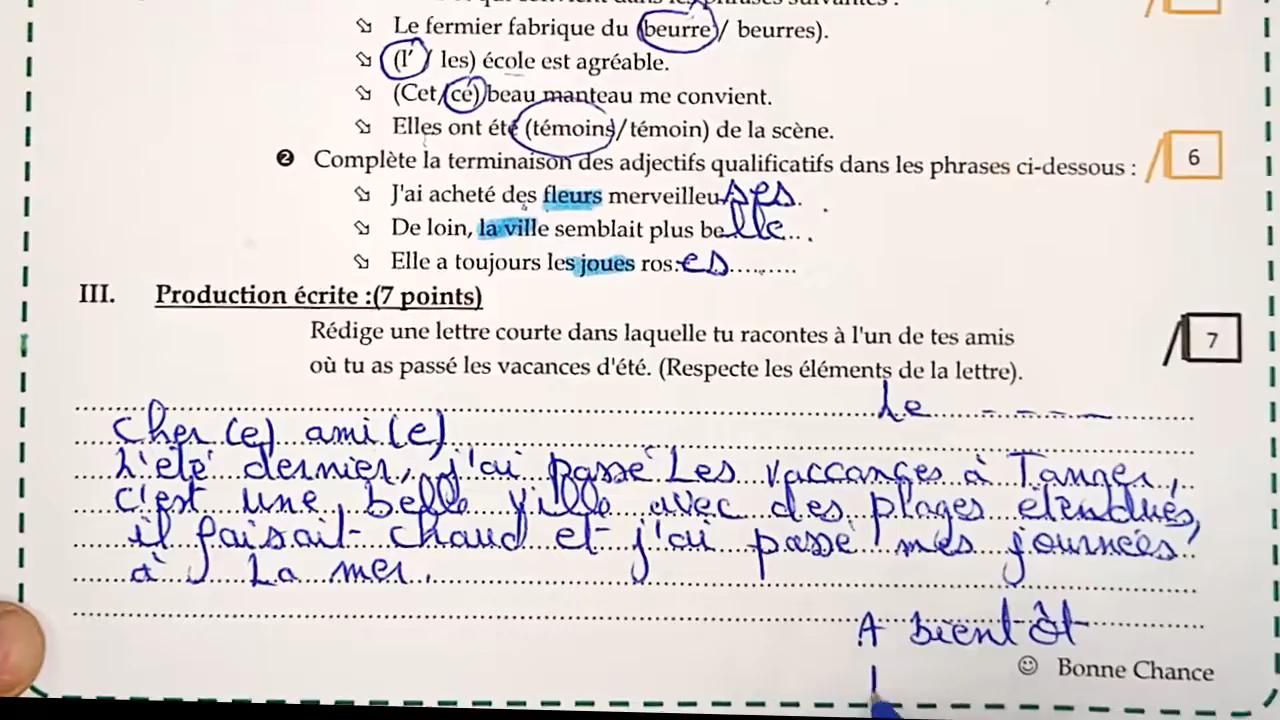 phrases suivantes :
Le fermier fabrique du (beurre / beurres).
(l' / les) école est agréable.
(Cet/ce) beau manteau me convient.
Elles ont été (témoins/témoin) de la scène.
❷ Complète la terminaison des adjectifs qualificatifs dans les phrases ci-dessous : / 6
J'ai acheté des fleurs merveilleuses.
De loin, la ville semblait plus belle...
Elle a toujours les joues roses.........
III. Production écrite :(7 points)
Rédige une lettre courte dans laquelle tu racontes à l'un de tes amis / 7
où tu as passé les vacances d'été. (Respecte les éléments de la lettre).
Le ... - - - -
Cher (e) ami (e)
L'été dernier, j'ai passé Les vaccances à Tanger,
c'est une belle ville avec des plages étendues,
il faisait chaud et j'ai passé mes journées
à La mer.
A bientôt
☺ Bonne Chance